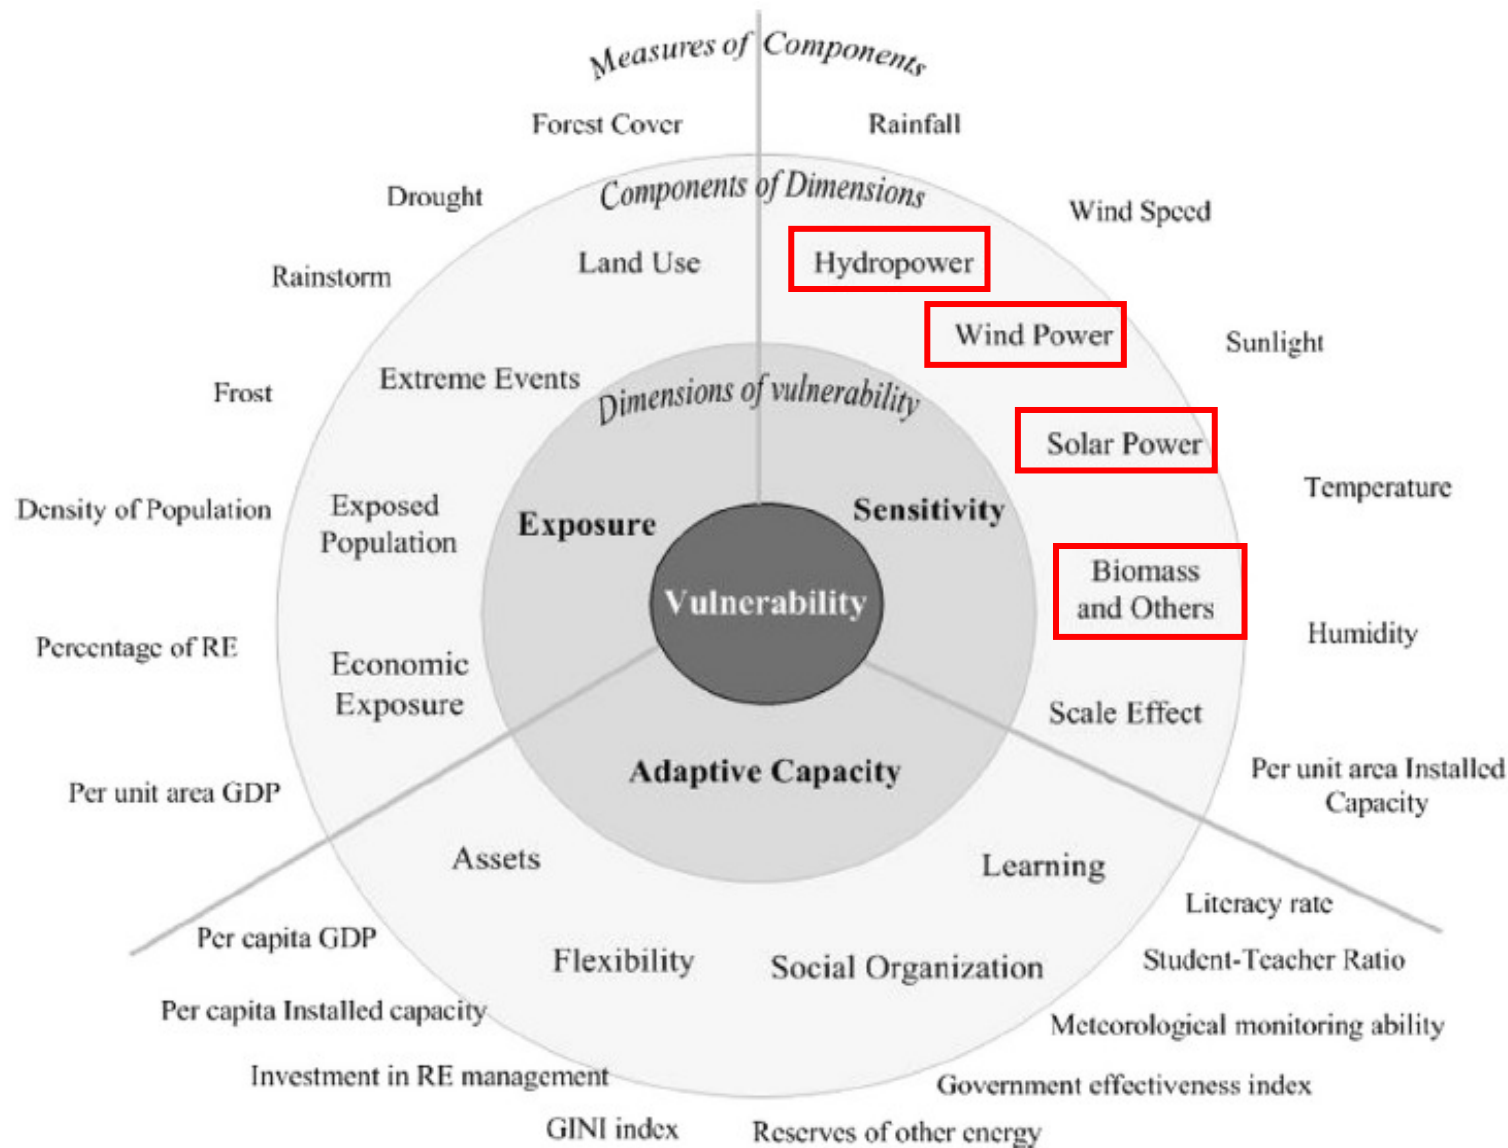 Measures of Components
Forest Cover
Rainfall
Drought
Components of Dimensions
Wind Speed
Rainstorm
Land Use
Hydropower
Wind Power
Sunlight
Frost
Extreme Events
Dimensions of vulnerability
Solar Power
Density of Population
Exposed
Population
Exposure
Sensitivity
Temperature
Vulnerability
Biomass
and Others
Humidity
Percentage of RE
Economic
Exposure
Scale Effect
Per unit area GDP
Adaptive Capacity
Per unit area Installed
Capacity
Assets
Learning
Literacy rate
Per capita GDP
Flexibility
Social Organization
Student-Teacher Ratio
Per capita Installed capacity
Meteorological monitoring ability
Investment in RE management
Government effectiveness index
GINI index
Reserves of other energy